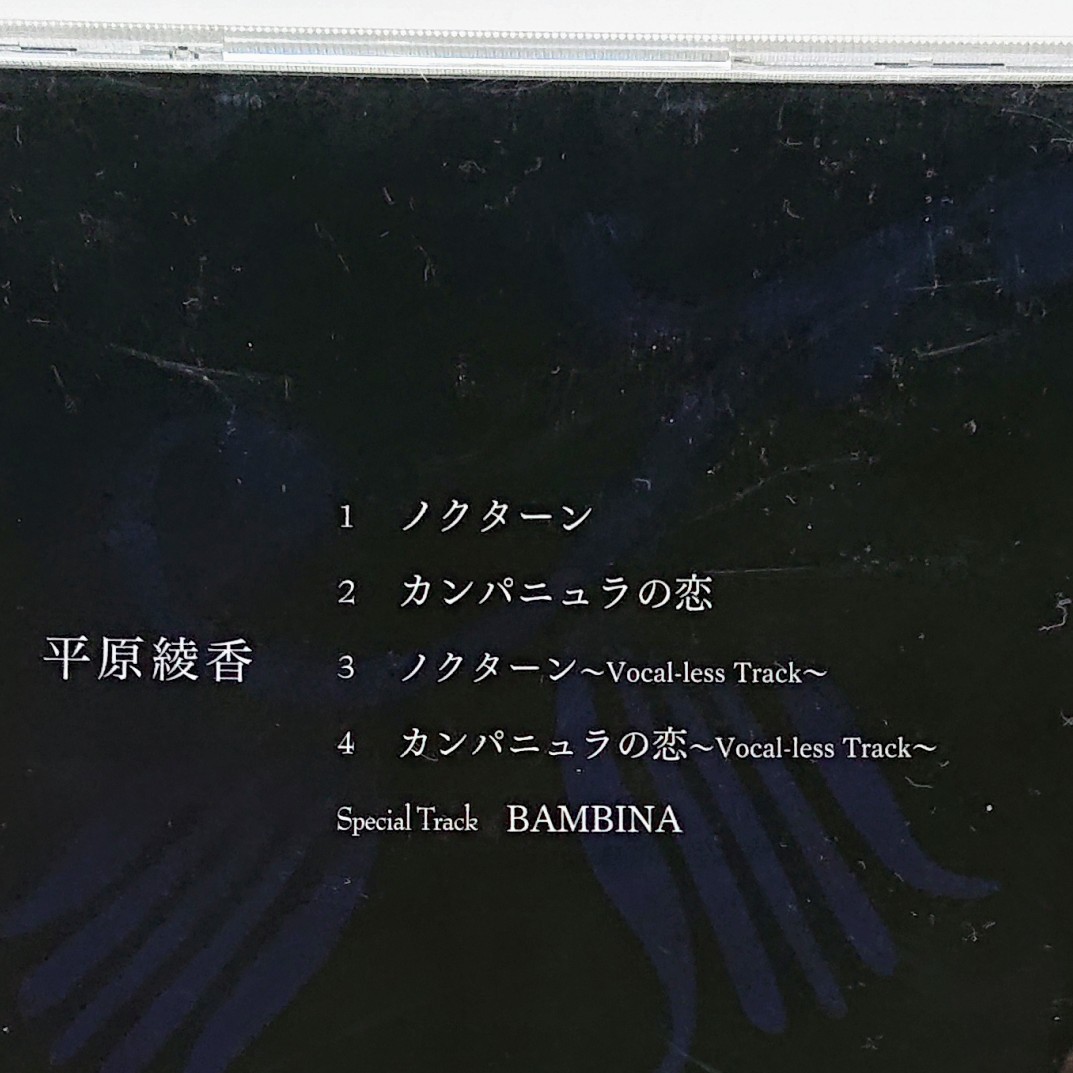 平原綾香
1 ノクターン
2 カンパニュラの恋
3 ノクターン～Vocal-less Track～
4 カンパニュラの恋～Vocal-less Track～
Special Track BAMBINA